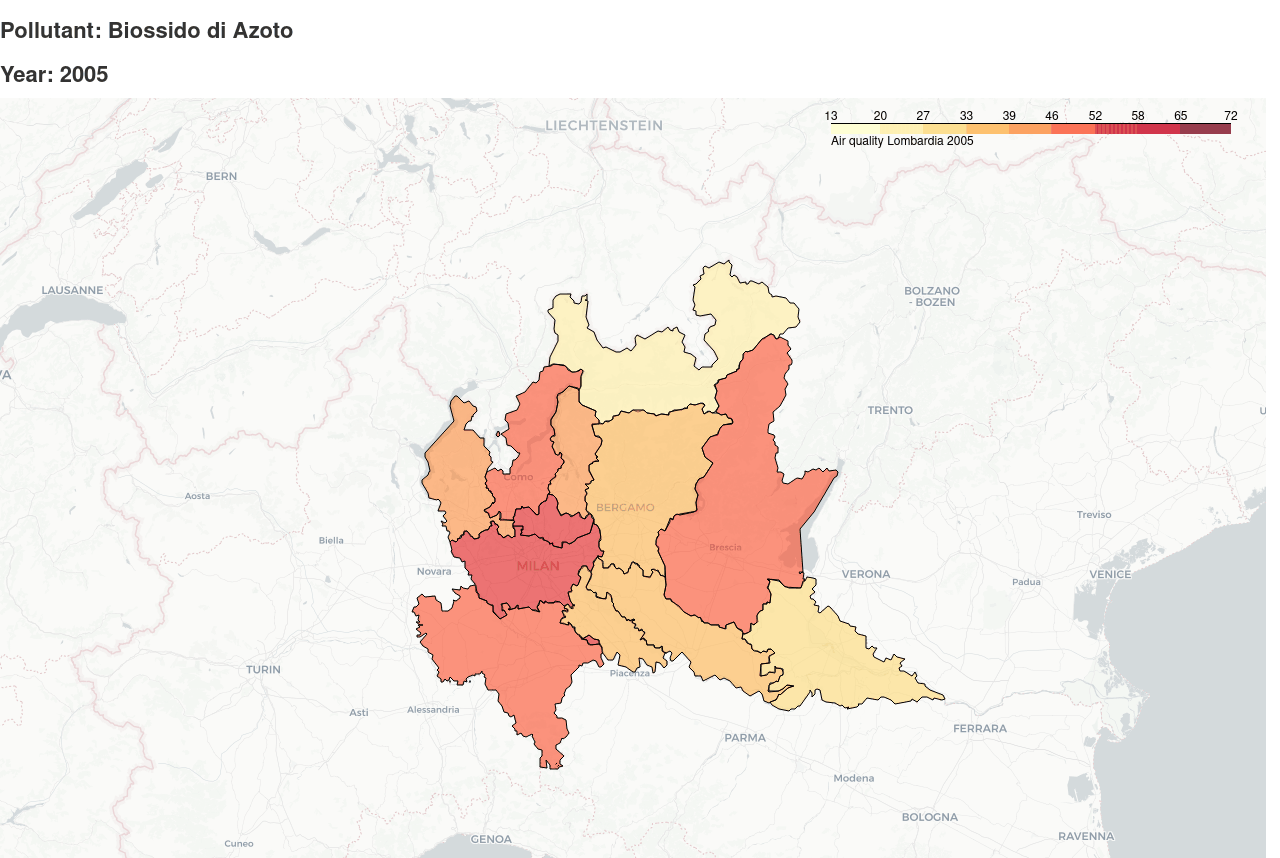 Pollutant: Biossido di Azoto
Year: 2005
13 20 27 33 39 46 52 58 65 72
Air quality Lombardia 2005
LIECHTENSTEIN
BERN
LAUSANNE
BOLZANO
- BOZEN
VA
TRENTO
U
Como
Aosta
BERGAMO
Treviso
Biella
Brescia
MILAN
Novara
VERONA
VENICE
Padua
TURIN
Piacenza
Asti
Alessandria
FERRARA
PARMA
Modena
BOLOGNA
GENOA
RAVENNA
Cuneo